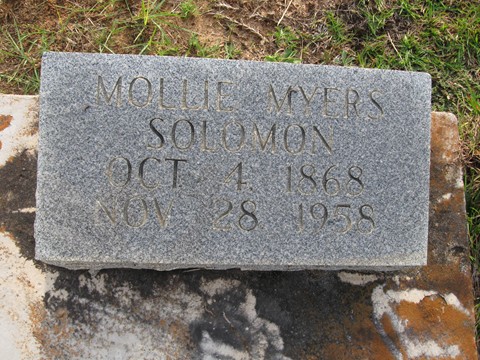 MOLLIE MYERS
SOLOMON
OCT 4 1868
NOV 28 1958